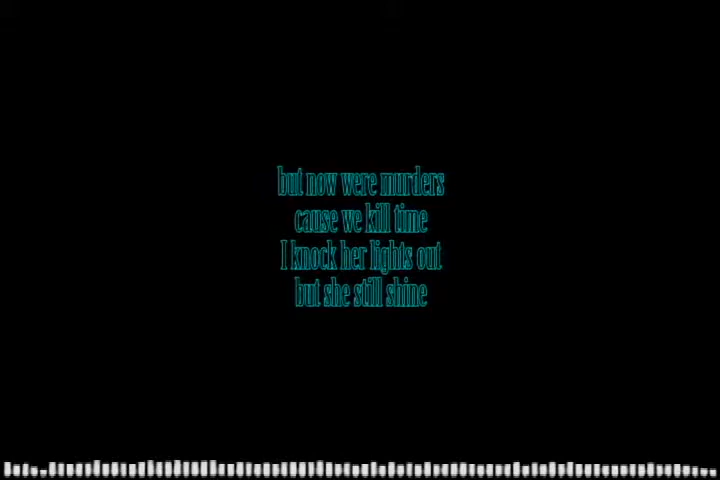 but now were murders
cause we kill time
I knock her lights out
but she still shine